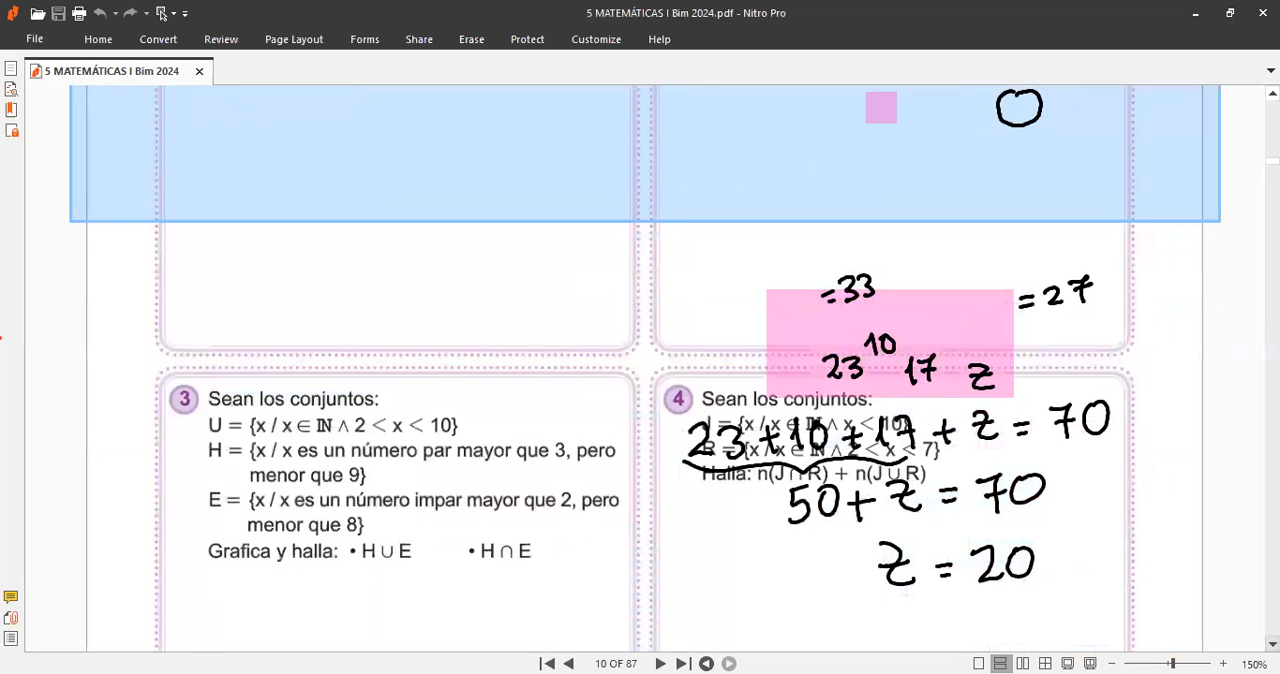 5 MATEMÁTICAS I Bim 2024.pdf - Nitro Pro
File Home Convert Review Page Layout Forms Share Erase Protect Customize Help
5 MATEMÁTICAS I Bim 2024
=33
=27
23 10 17 z
3 Sean los conjuntos:
U = {x / x ∈ ℕ ∧ 2 < x < 10}
H = {x / x es un número par mayor que 3, pero
menor que 9}
E = {x / x es un número impar mayor que 2, pero
menor que 8}
Grafica y halla: • H ∪ E • H ∩ E
4 Sean los conjuntos:
J = {x / x ∈ ℕ ∧ x < 10}
R = {x / x ∈ ℕ ∧ 2 < x < 7}
Halla: n(J ∩ R) + n(J ∪ R)
23 + 10 + 17 + z = 70
50 + z = 70
z = 20
10 OF 87
150%